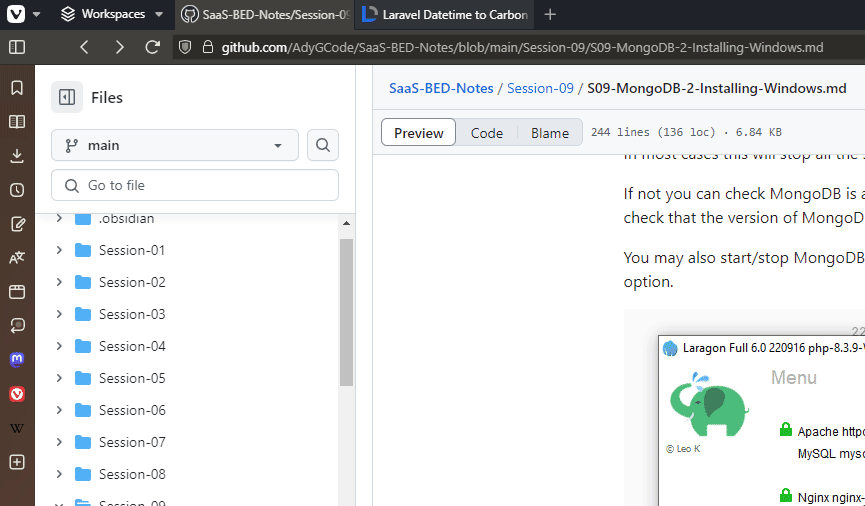 Workspaces
SaaS-BED-Notes/Session-09
Laravel Datetime to Carbon
github.com/AdyGCode/SaaS-BED-Notes/blob/main/Session-09/S09-MongoDB-2-Installing-Windows.md
Files
main
Go to file
.obsidian
Session-01
Session-02
Session-03
Session-04
Session-05
Session-06
Session-07
Session-08
Session-09
SaaS-BED-Notes / Session-09 / S09-MongoDB-2-Installing-Windows.md
Preview Code Blame 244 lines (136 loc) · 6.84 KB
In most cases this will stop all the
If not you can check MongoDB is a
check that the version of MongoD
You may also start/stop MongoDB
option.
22
Laragon Full 6.0 220916 php-8.3.9-
Menu
© Leo K
Apache httpd
MySQL mysq
Nginx nginx-
W